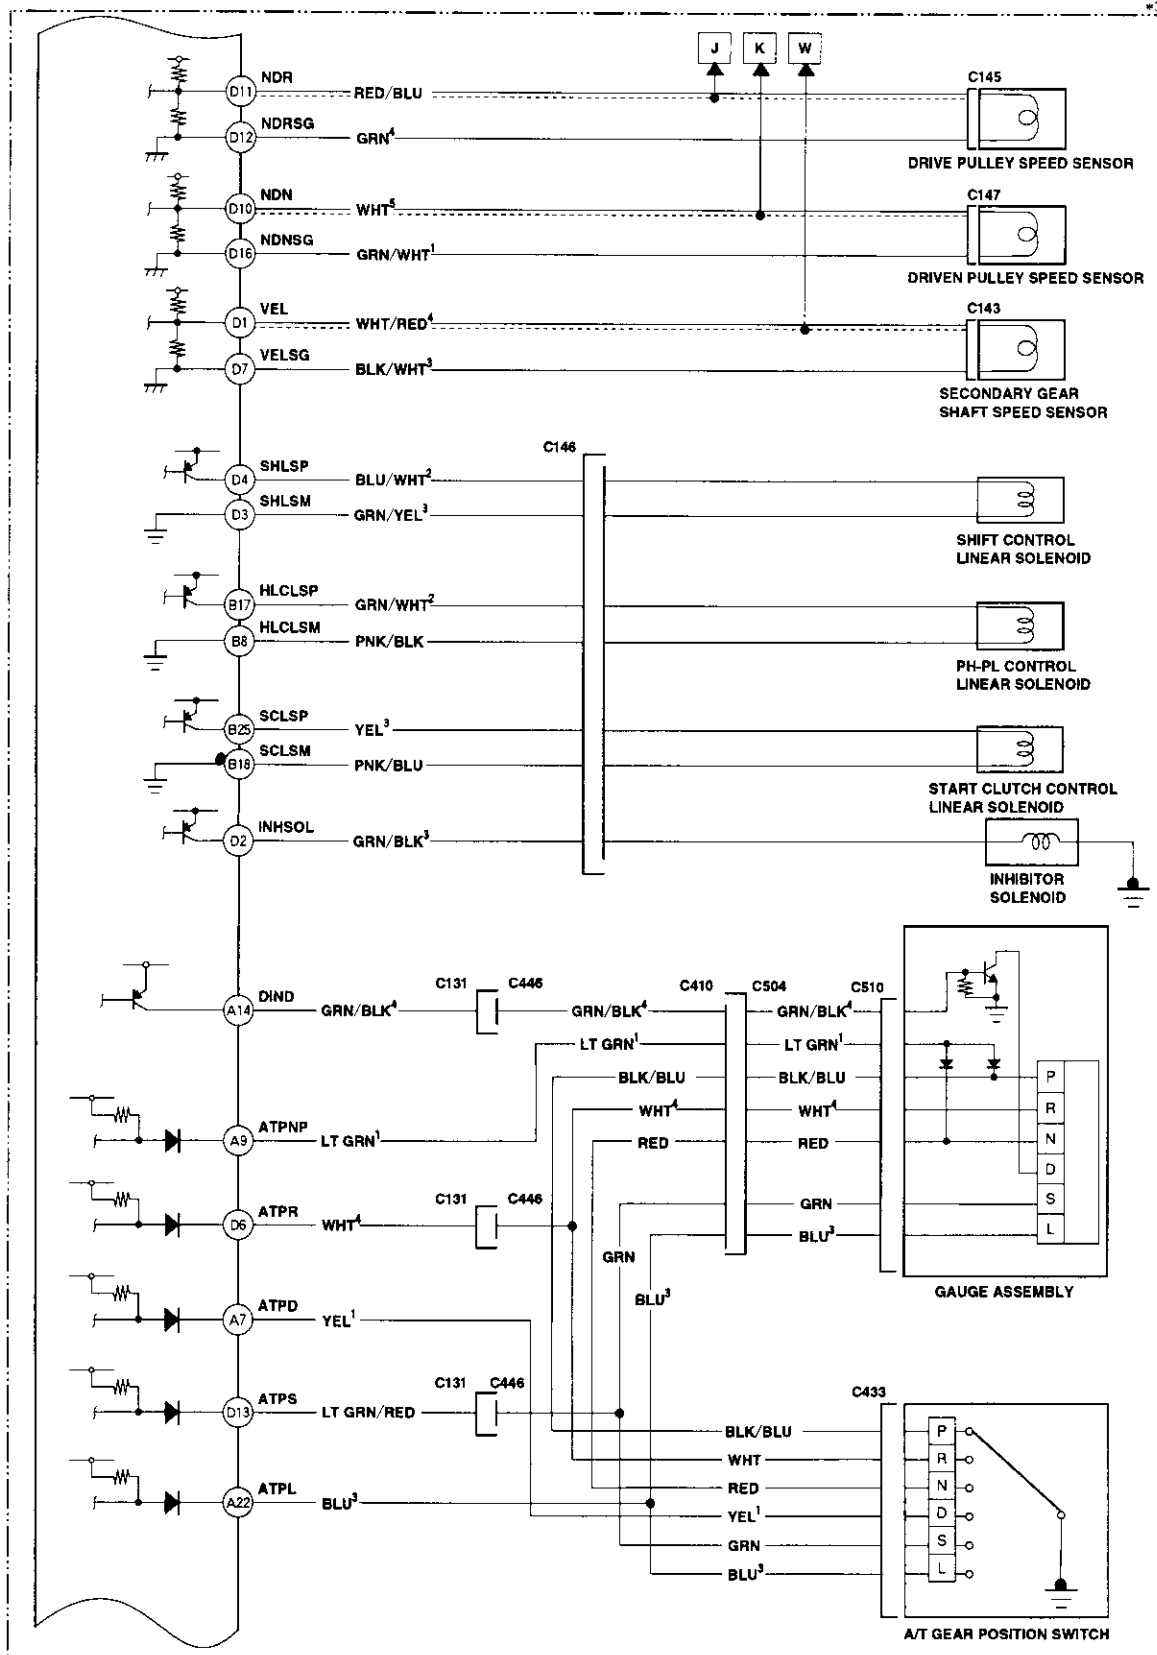 J K W
NDR
D11 RED/BLU
C145
NDRSG
D12 GRN⁴
DRIVE PULLEY SPEED SENSOR
NDN
D10 WHT⁵
C147
NDNSG
D16 GRN/WHT¹
DRIVEN PULLEY SPEED SENSOR
VEL
D1 WHT/RED⁴
C143
VELSG
D7 BLK/WHT³
SECONDARY GEAR
SHAFT SPEED SENSOR
C146
SHLSP
D4 BLU/WHT²
SHLSM
D3 GRN/YEL³
SHIFT CONTROL
LINEAR SOLENOID
HLCLSP
B17 GRN/WHT²
HLCLSM
B8 PNK/BLK
PH-PL CONTROL
LINEAR SOLENOID
SCLSP
B25 YEL³
SCLSM
B18 PNK/BLU
START CLUTCH CONTROL
LINEAR SOLENOID
INHSOL
D2 GRN/BLK³
INHIBITOR
SOLENOID
DIND
A14 GRN/BLK⁴
C131 C446
GRN/BLK⁴
C410 C504
GRN/BLK⁴
C510
LT GRN¹ LT GRN¹
BLK/BLU BLK/BLU P
WHT⁴ WHT⁴ R
RED RED N
D
GRN S
BLU³ L
GAUGE ASSEMBLY
ATPNP
A9 LT GRN¹
ATPR
D6 WHT⁴
C131 C446
GRN
BLU³
ATPD
A7 YEL¹
ATPS
D13 LT GRN/RED
C131 C446
ATPL
A22 BLU³
C433
BLK/BLU P
WHT R
RED N
YEL¹ D
GRN S
BLU³ L
A/T GEAR POSITION SWITCH